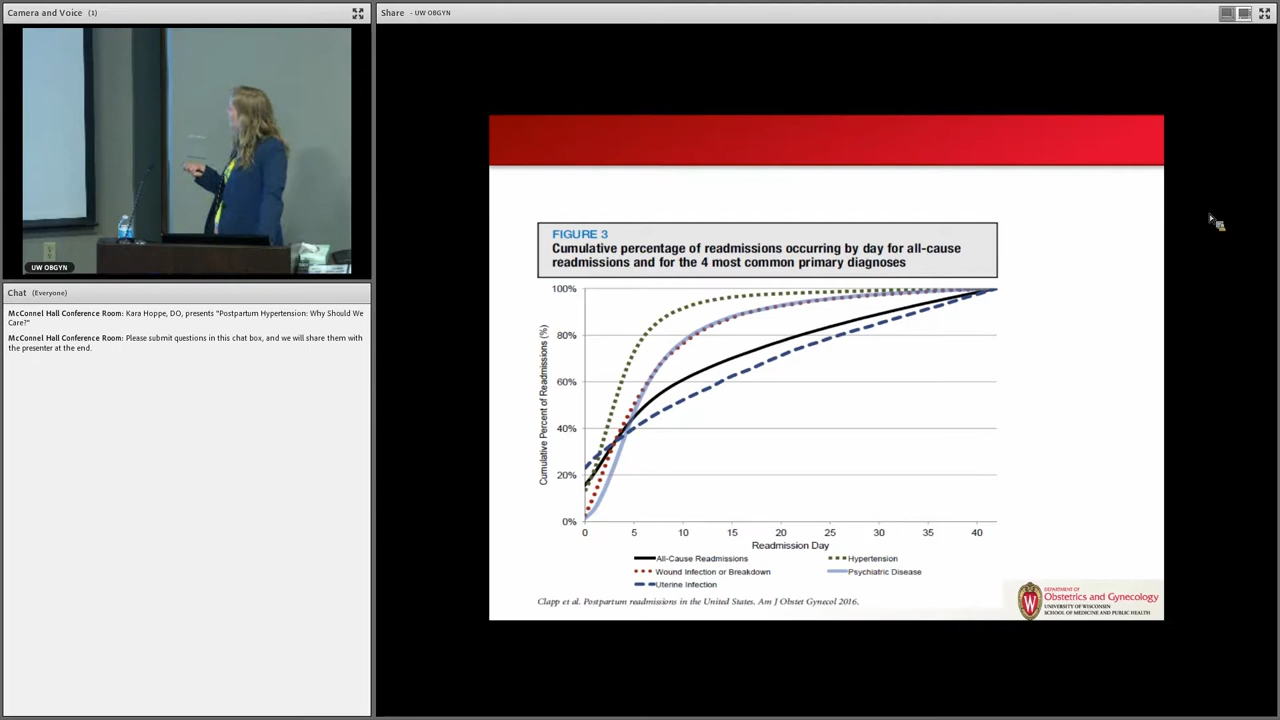 Camera and Voice (1)
UW OBGYN
Chat (Everyone)
McConnel Hall Conference Room: Kara Hoppe, DO, presents "Postpartum Hypertension: Why Should We
Care?"
McConnel Hall Conference Room: Please submit questions in this chat box, and we will share them with
the presenter at the end.
Share - UW OBGYN
FIGURE 3
Cumulative percentage of readmissions occurring by day for all-cause
readmissions and for the 4 most common primary diagnoses
Cumulative Percent of Readmissions (%)
100%
80%
60%
40%
20%
0%
0 5 10 15 20 25 30 35 40
Readmission Day
All-Cause Readmissions
Hypertension
Wound Infection or Breakdown
Psychiatric Disease
Uterine Infection
Clapp et al. Postpartum readmissions in the United States. Am J Obstet Gynecol 2016.
W
DEPARTMENT OF
Obstetrics and Gynecology
UNIVERSITY OF WISCONSIN
SCHOOL OF MEDICINE AND PUBLIC HEALTH